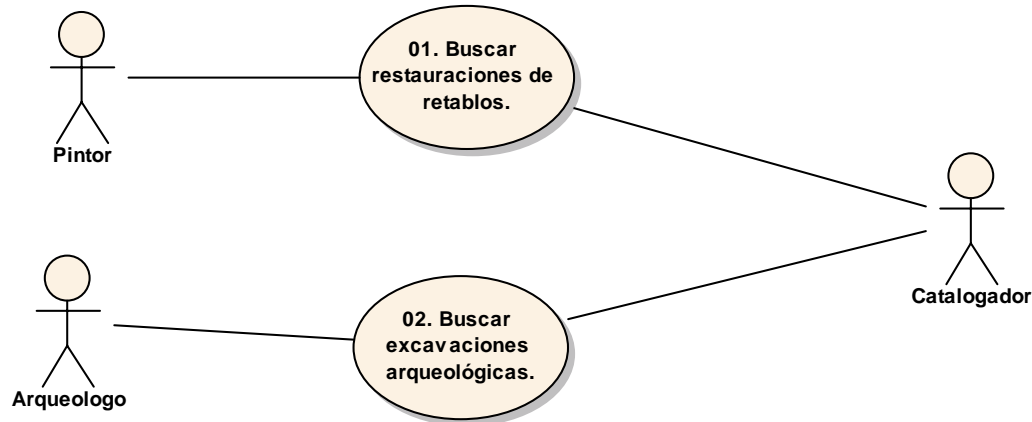 01. Buscar
restauraciones de
retablos.
Pintor
Catalogador
02. Buscar
excavaciones
arqueológicas.
Arqueologo